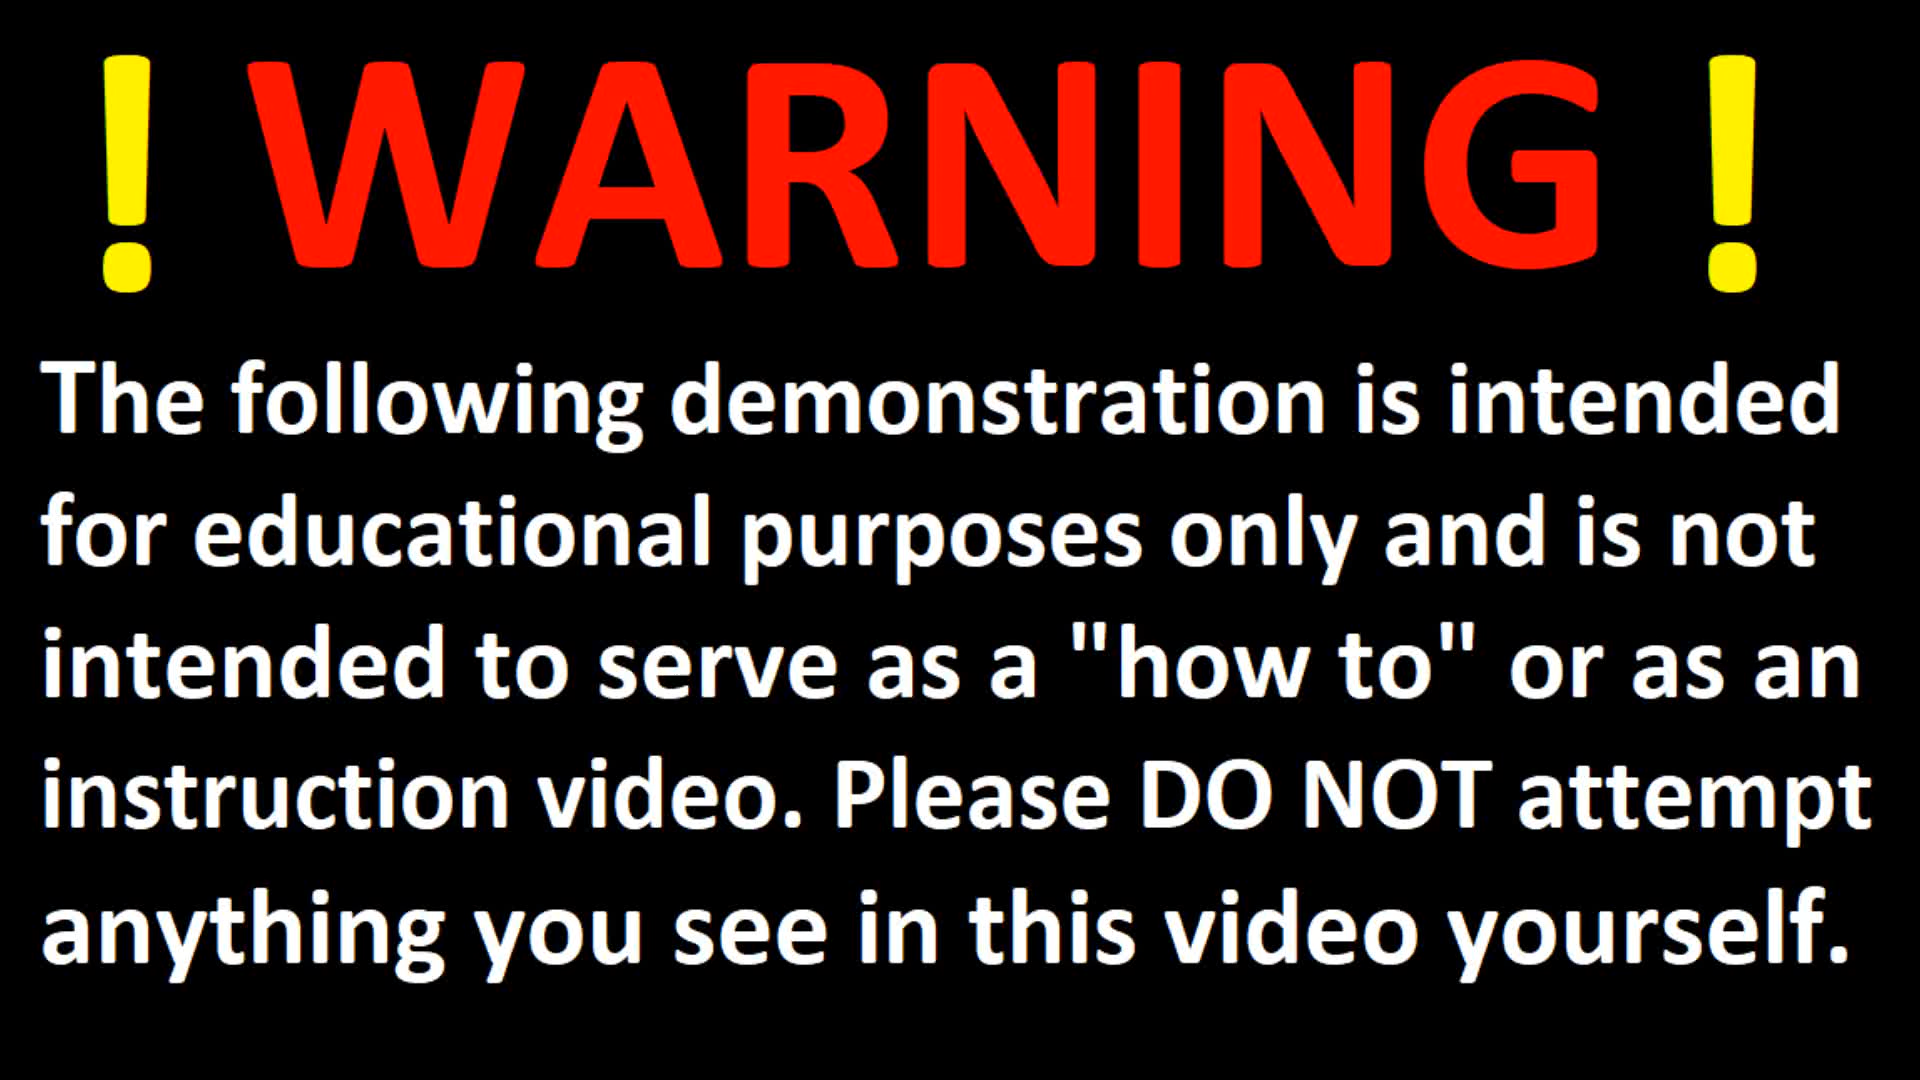 ! WARNING !
The following demonstration is intended
for educational purposes only and is not
intended to serve as a "how to" or as an
instruction video. Please DO NOT attempt
anything you see in this video yourself.